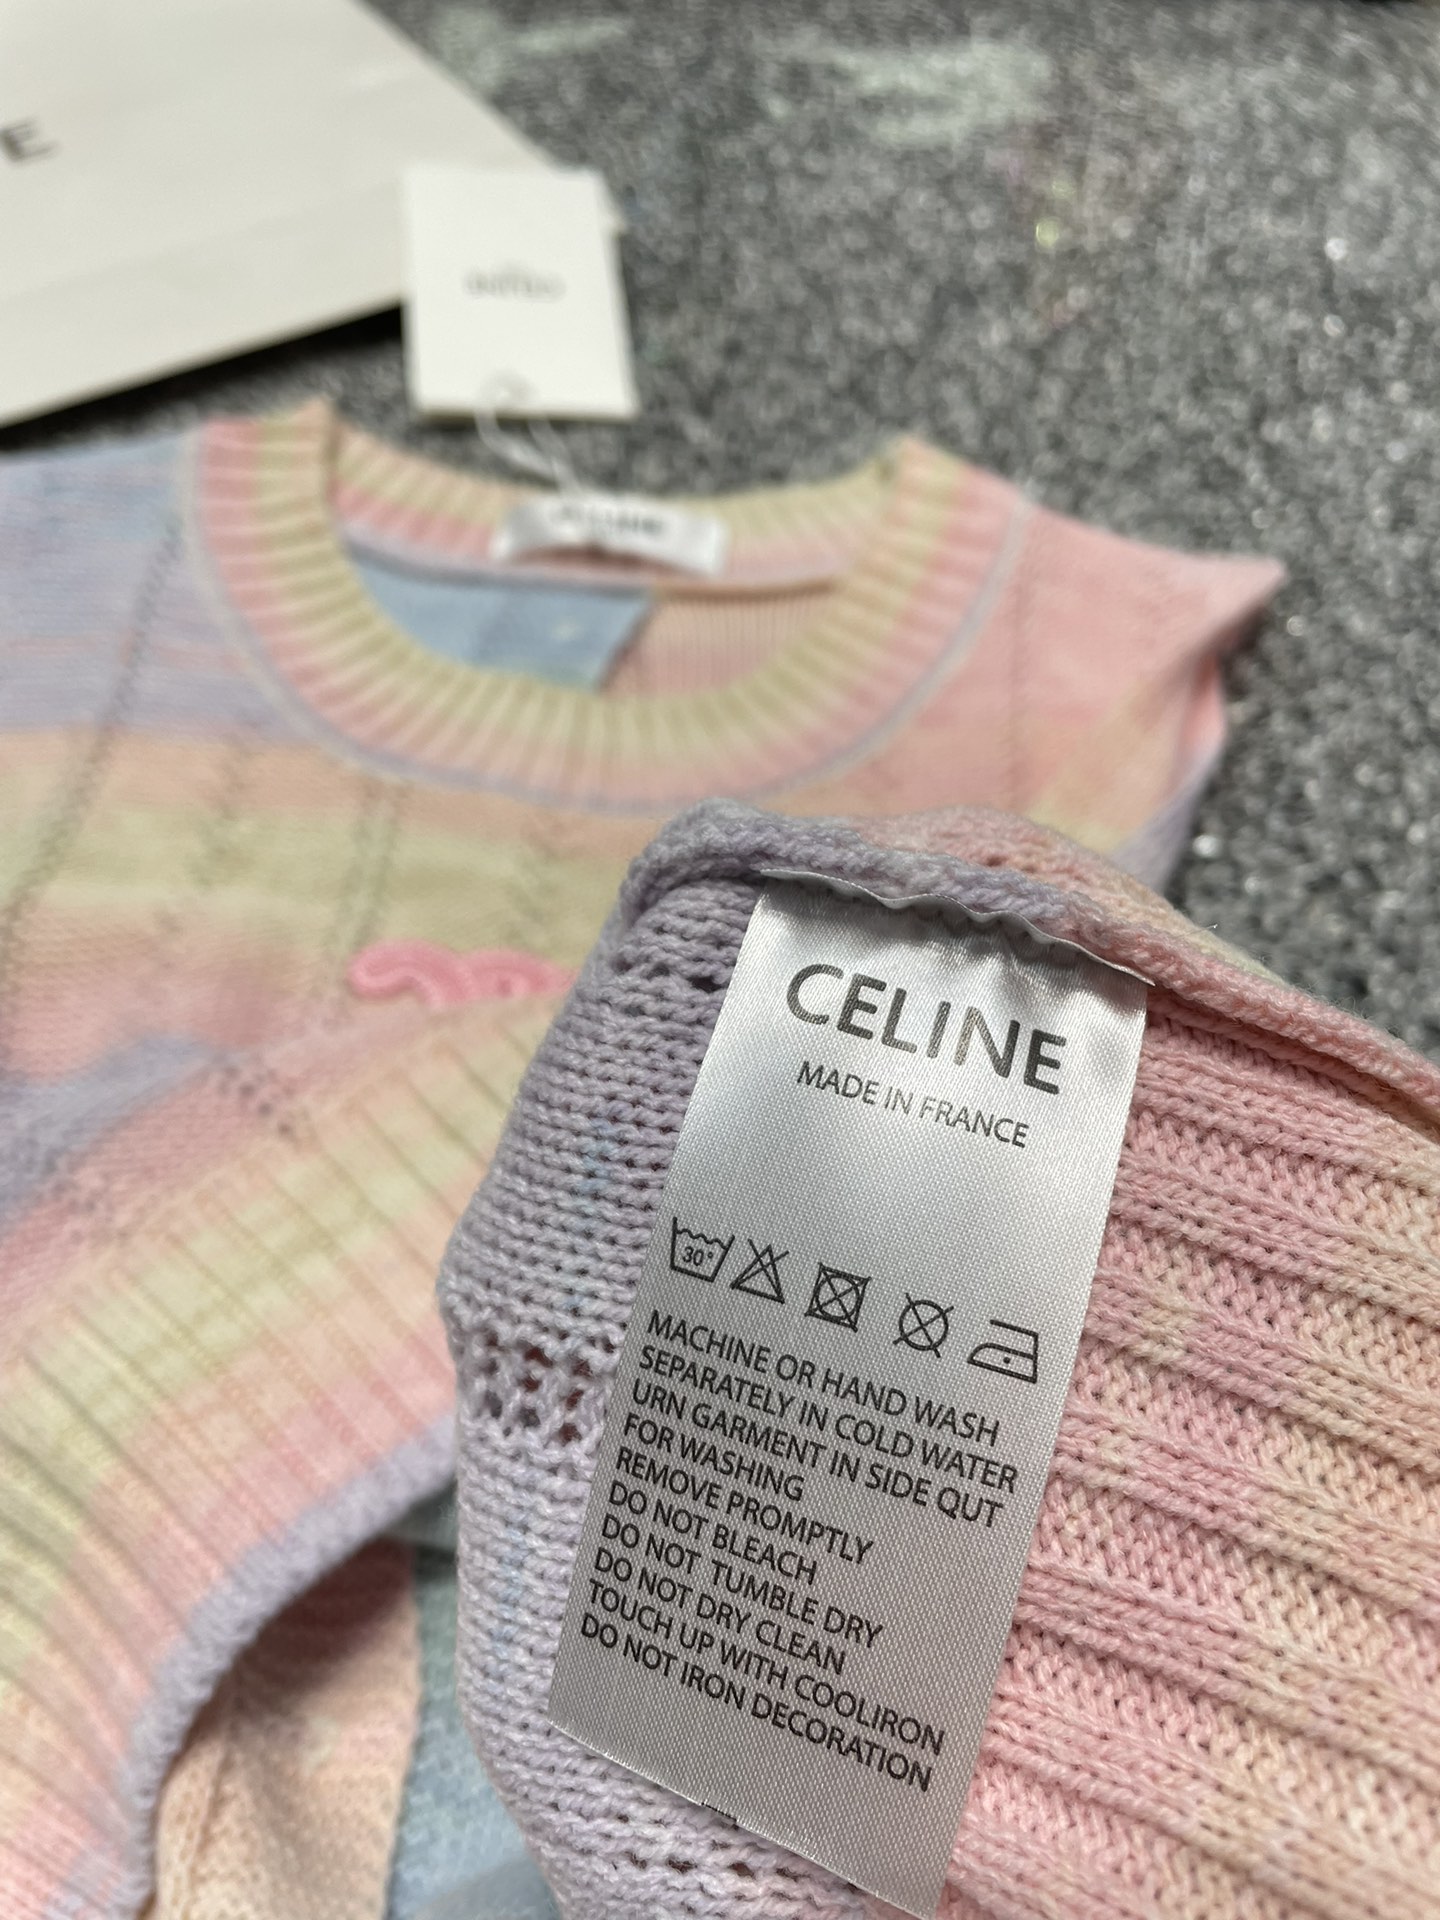 E
CELINE
CELINE
MADE IN FRANCE
30°
MACHINE OR HAND WASH
SEPARATELY IN COLD WATER
URN GARMENT IN SIDE QUT
FOR WASHING
REMOVE PROMPTLY
DO NOT BLEACH
DO NOT TUMBLE DRY
DO NOT DRY CLEAN
TOUCH UP WITH COOLIRON
DO NOT IRON DECORATION